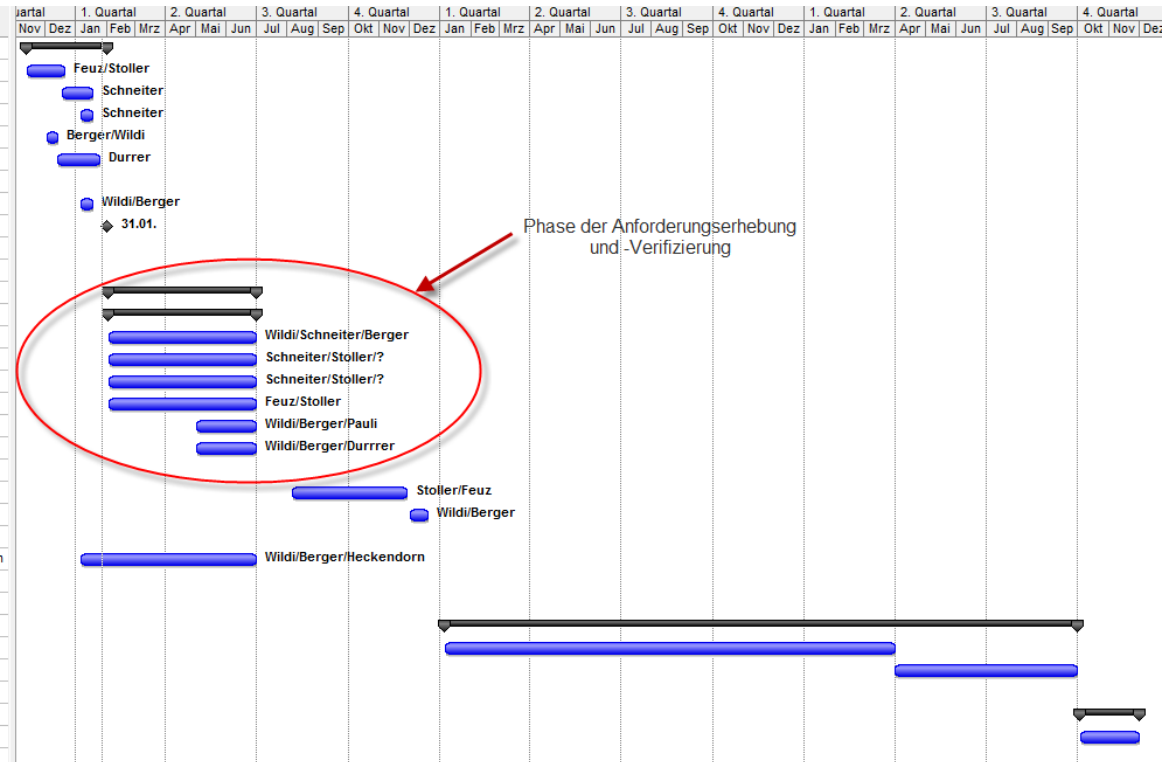 uartal 1. Quartal 2. Quartal 3. Quartal 4. Quartal 1. Quartal 2. Quartal 3. Quartal 4. Quartal 1. Quartal 2. Quartal 3. Quartal 4. Quartal
Nov Dez Jan Feb Mrz Apr Mai Jun Jul Aug Sep Okt Nov Dez Jan Feb Mrz Apr Mai Jun Jul Aug Sep Okt Nov Dez Jan Feb Mrz Apr Mai Jun Jul Aug Sep Okt Nov Dez
Feuz/Stoller
Schneiter
Schneiter
Berger/Wildi
Durrer
Wildi/Berger
31.01.
Phase der Anforderungserhebung
und -Verifizierung
Wildi/Schneiter/Berger
Schneiter/Stoller/?
Schneiter/Stoller/?
Feuz/Stoller
Wildi/Berger/Pauli
Wildi/Berger/Durrrer
Stoller/Feuz
Wildi/Berger
Wildi/Berger/Heckendorn